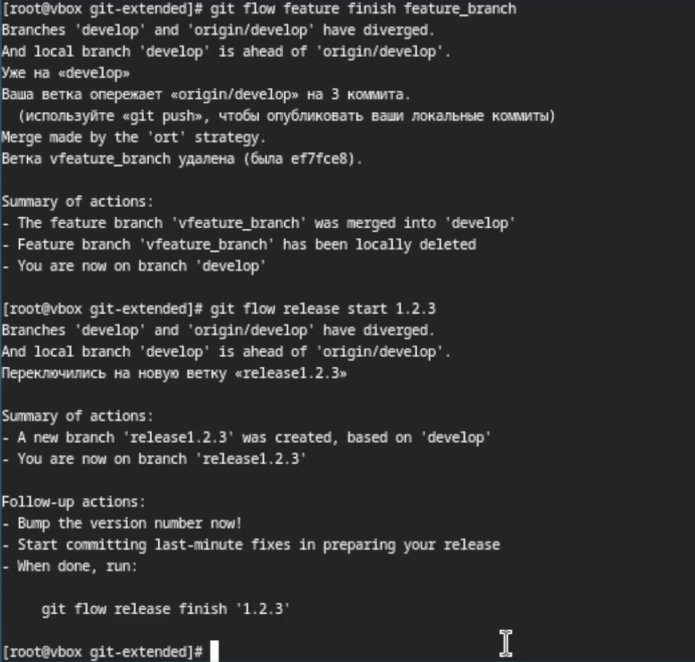 [root@vbox git-extended]# git flow feature finish feature_branch
Branches 'develop' and 'origin/develop' have diverged.
And local branch 'develop' is ahead of 'origin/develop'.
Уже на «develop»
Ваша ветка опережает «origin/develop» на 3 коммита.
  (используйте «git push», чтобы опубликовать ваши локальные коммиты)
Merge made by the 'ort' strategy.
Ветка vfeature_branch удалена (была ef7fce8).

Summary of actions:
- The feature branch 'vfeature_branch' was merged into 'develop'
- Feature branch 'vfeature_branch' has been locally deleted
- You are now on branch 'develop'

[root@vbox git-extended]# git flow release start 1.2.3
Branches 'develop' and 'origin/develop' have diverged.
And local branch 'develop' is ahead of 'origin/develop'.
Переключились на новую ветку «release1.2.3»

Summary of actions:
- A new branch 'release1.2.3' was created, based on 'develop'
- You are now on branch 'release1.2.3'

Follow-up actions:
- Bump the version number now!
- Start committing last-minute fixes in preparing your release
- When done, run:

     git flow release finish '1.2.3'

[root@vbox git-extended]#